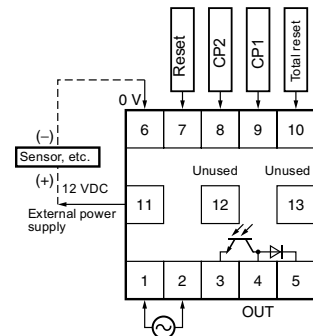 Reset
CP2
CP1
Total reset
0 V
6 7 8 9 10
(−)
Sensor, etc.
(+)
12 VDC
External power
supply
Unused Unused
11 12 13
1 2 3 4 5
OUT